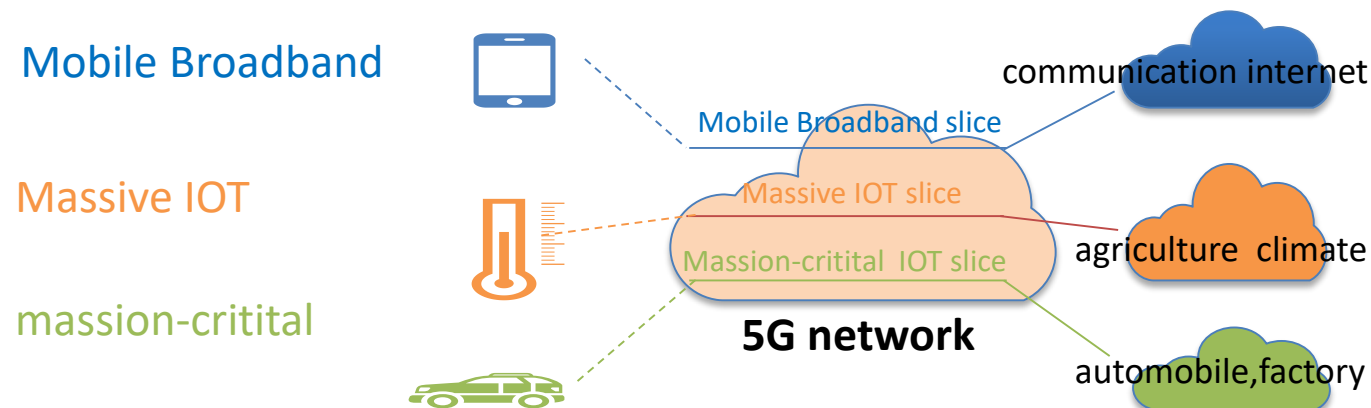 Mobile Broadband
communication internet
Mobile Broadband slice
Massive IOT
Massive IOT slice
agriculture  climate
Massion-critital  IOT slice
massion-critital
5G network
automobile,factory